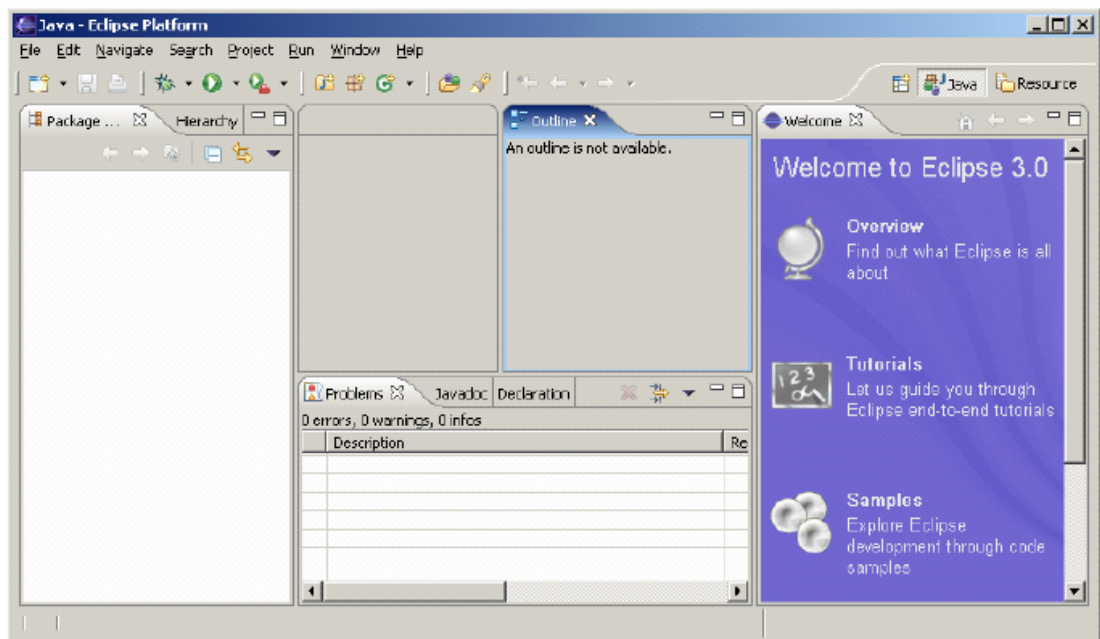 Java - Eclipse Platform
File Edit Navigate Search Project Run Window Help
Java Resource
Package ... Hierarchy
Outline
Welcome
An outline is not available.
Welcome to Eclipse 3.0
Overview
Find out what Eclipse is all
about
Tutorials
Let us guide you through
Eclipse end-to-end tutorials
Samples
Explore Eclipse
development through code
samples
Problems Javadoc Declaration
0 errors, 0 warnings, 0 infos
Description Re